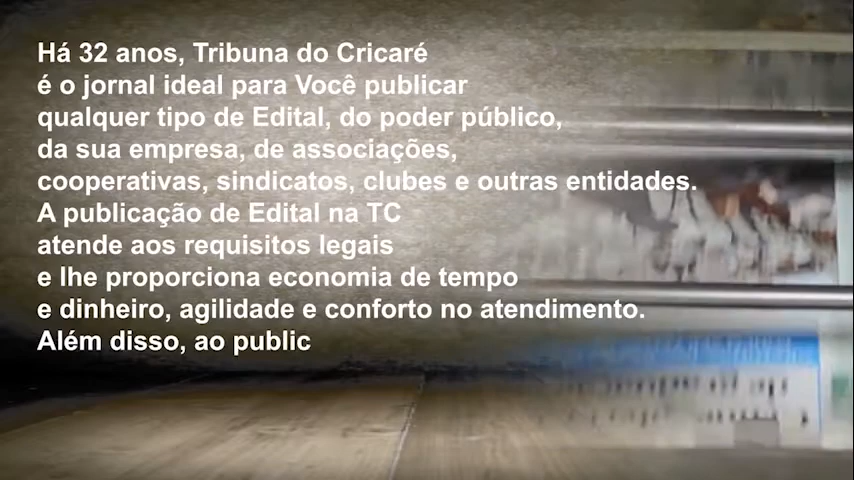 Há 32 anos, Tribuna do Cricaré
é o jornal ideal para Você publicar
qualquer tipo de Edital, do poder público,
da sua empresa, de associações,
cooperativas, sindicatos, clubes e outras entidades.
A publicação de Edital na TC
atende aos requisitos legais
e lhe proporciona economia de tempo
e dinheiro, agilidade e conforto no atendimento.
Além disso, ao public